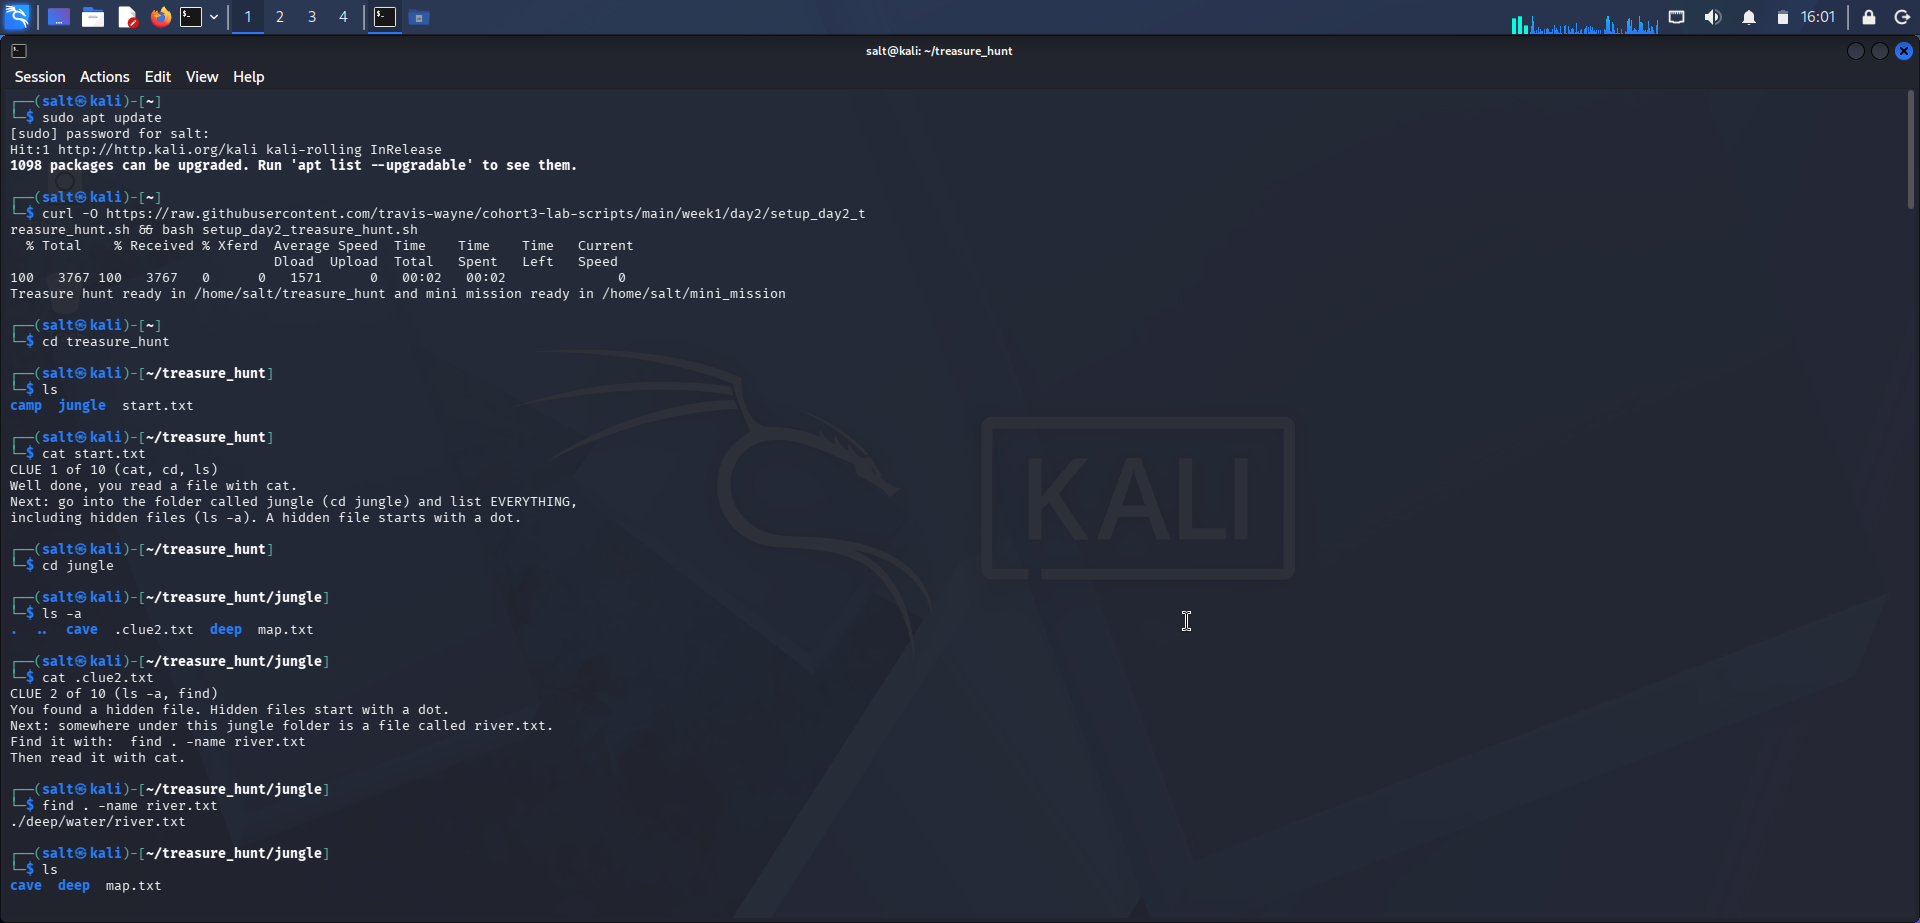 1 2 3 4 16:01
salt@kali: ~/treasure_hunt
Session Actions Edit View Help
┌──(salt㉿kali)-[~]
└─$ sudo apt update
[sudo] password for salt:
Hit:1 http://http.kali.org/kali kali-rolling InRelease
1098 packages can be upgraded. Run 'apt list --upgradable' to see them.
┌──(salt㉿kali)-[~]
└─$ curl -O https://raw.githubusercontent.com/travis-wayne/cohort3-lab-scripts/main/week1/day2/setup_day2_t
reasure_hunt.sh && bash setup_day2_treasure_hunt.sh
% Total % Received % Xferd Average Speed Time Time Time Current
Dload Upload Total Spent Left Speed
100 3767 100 3767 0 0 1571 0 00:02 00:02 0
Treasure hunt ready in /home/salt/treasure_hunt and mini mission ready in /home/salt/mini_mission
┌──(salt㉿kali)-[~]
└─$ cd treasure_hunt
┌──(salt㉿kali)-[~/treasure_hunt]
└─$ ls
camp jungle start.txt
┌──(salt㉿kali)-[~/treasure_hunt]
└─$ cat start.txt
CLUE 1 of 10 (cat, cd, ls)
Well done, you read a file with cat.
Next: go into the folder called jungle (cd jungle) and list EVERYTHING,
including hidden files (ls -a). A hidden file starts with a dot.
┌──(salt㉿kali)-[~/treasure_hunt]
└─$ cd jungle
┌──(salt㉿kali)-[~/treasure_hunt/jungle]
└─$ ls -a
. .. cave .clue2.txt deep map.txt
┌──(salt㉿kali)-[~/treasure_hunt/jungle]
└─$ cat .clue2.txt
CLUE 2 of 10 (ls -a, find)
You found a hidden file. Hidden files start with a dot.
Next: somewhere under this jungle folder is a file called river.txt.
Find it with: find . -name river.txt
Then read it with cat.
┌──(salt㉿kali)-[~/treasure_hunt/jungle]
└─$ find . -name river.txt
./deep/water/river.txt
┌──(salt㉿kali)-[~/treasure_hunt/jungle]
└─$ ls
cave deep map.txt
KALI